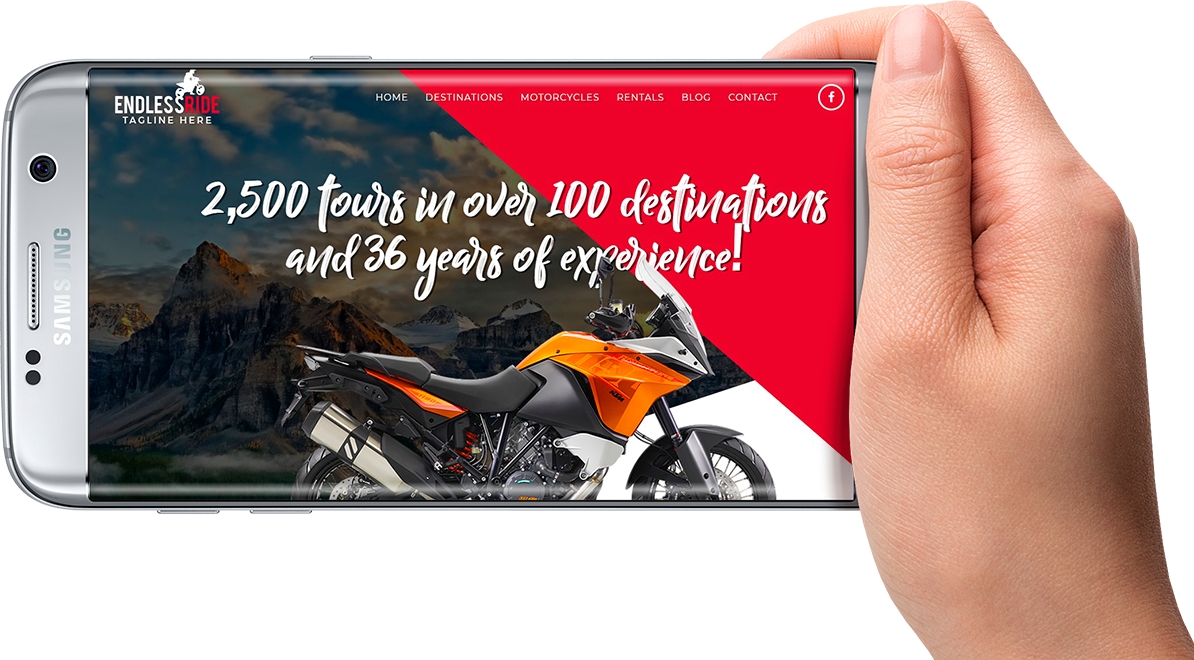 ENDLESSRIDE
TAGLINE HERE
HOME DESTINATIONS MOTORCYCLES RENTALS BLOG CONTACT
f
2,500 tours in over 100 destinations
and 36 years of experience!
SAMSUNG
KTM